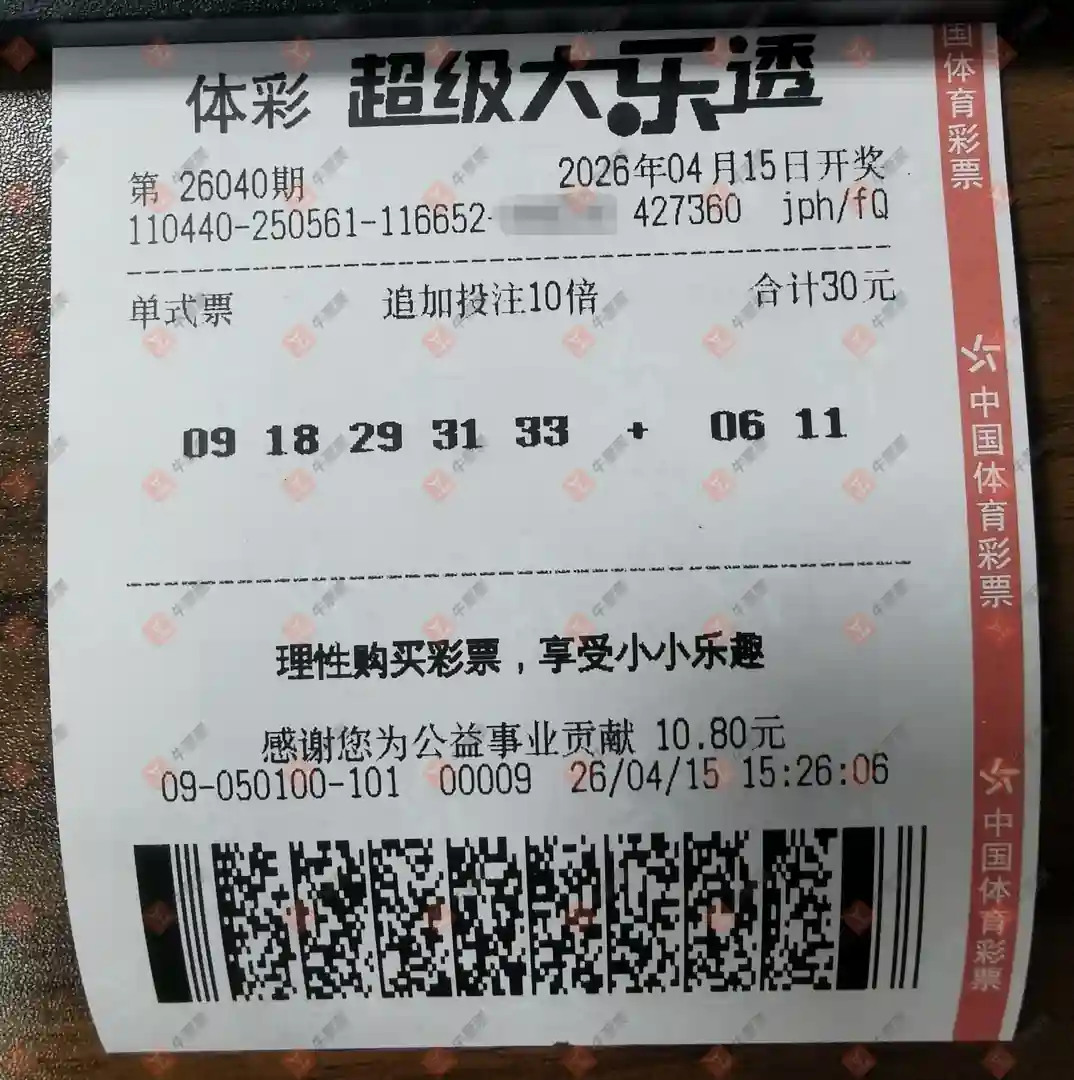 体彩 超级大乐透
第 26040期 2026年04月15日开奖
110440-250561-116652- 427360 jph/fQ
单式票 追加投注10倍 合计30元
09 18 29 31 33 + 06 11
理性购买彩票，享受小小乐趣
感谢您为公益事业贡献 10.80元
09-050100-101 00009 26/04/15 15:26:06
国体育彩票
中国体育彩票
中国体育彩票